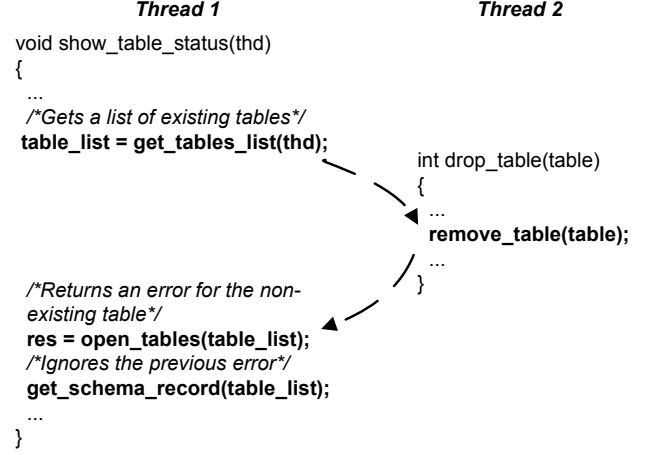 Thread 1
Thread 2
void show_table_status(thd)
{
...
/*Gets a list of existing tables*/
table_list = get_tables_list(thd);
int drop_table(table)
{
...
remove_table(table);
...
}
/*Returns an error for the non-
existing table*/
res = open_tables(table_list);
/*Ignores the previous error*/
get_schema_record(table_list);
...
}